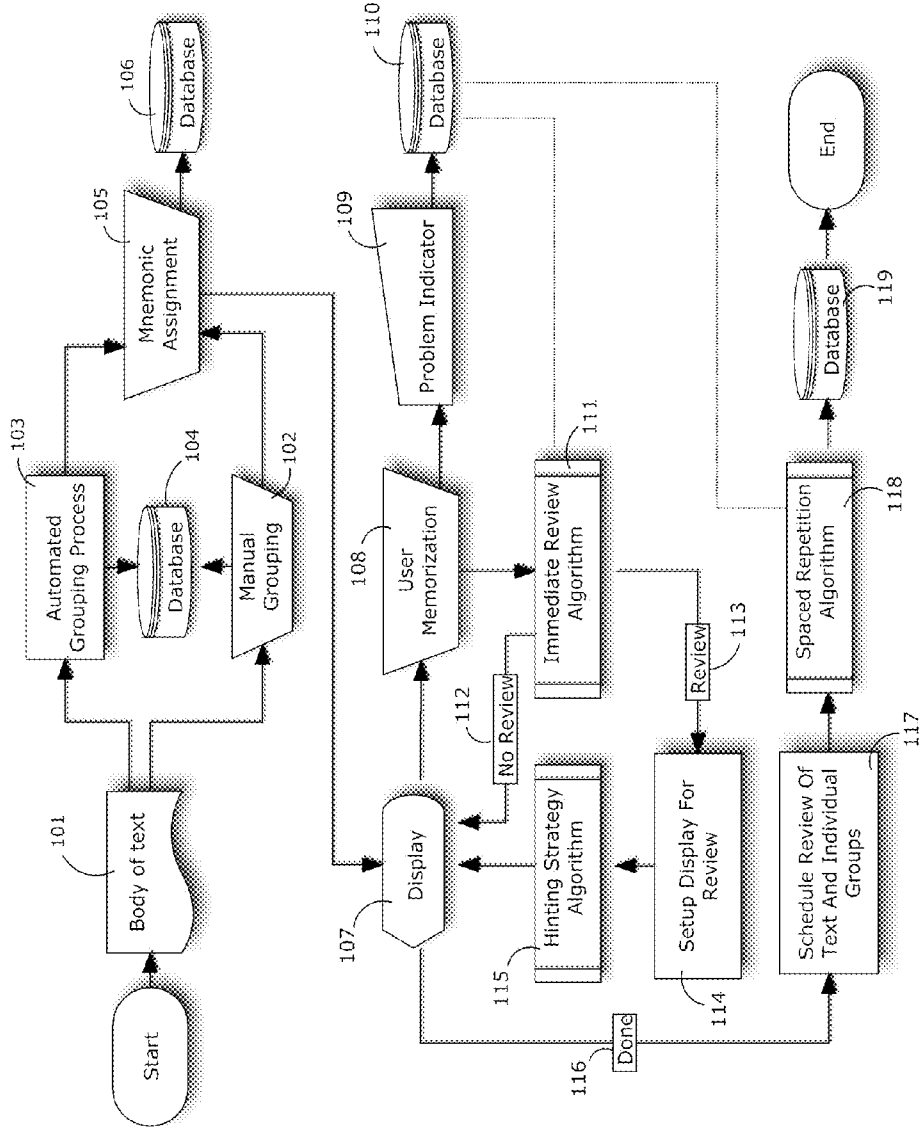 Start
101
Body of text
103
Automated
Grouping Process
104
Database
102
Manual
Grouping
105
Mnemonic
Assignment
106
Database
107
Display
108
User
Memorization
109
Problem Indicator
110
Database
111
Immediate Review
Algorithm
112
No Review
113
Review
114
Setup Display For
Review
115
Hinting Strategy
Algorithm
116
Done
117
Schedule Review Of
Text And Individual
Groups
118
Spaced Repetition
Algorithm
119
Database
End